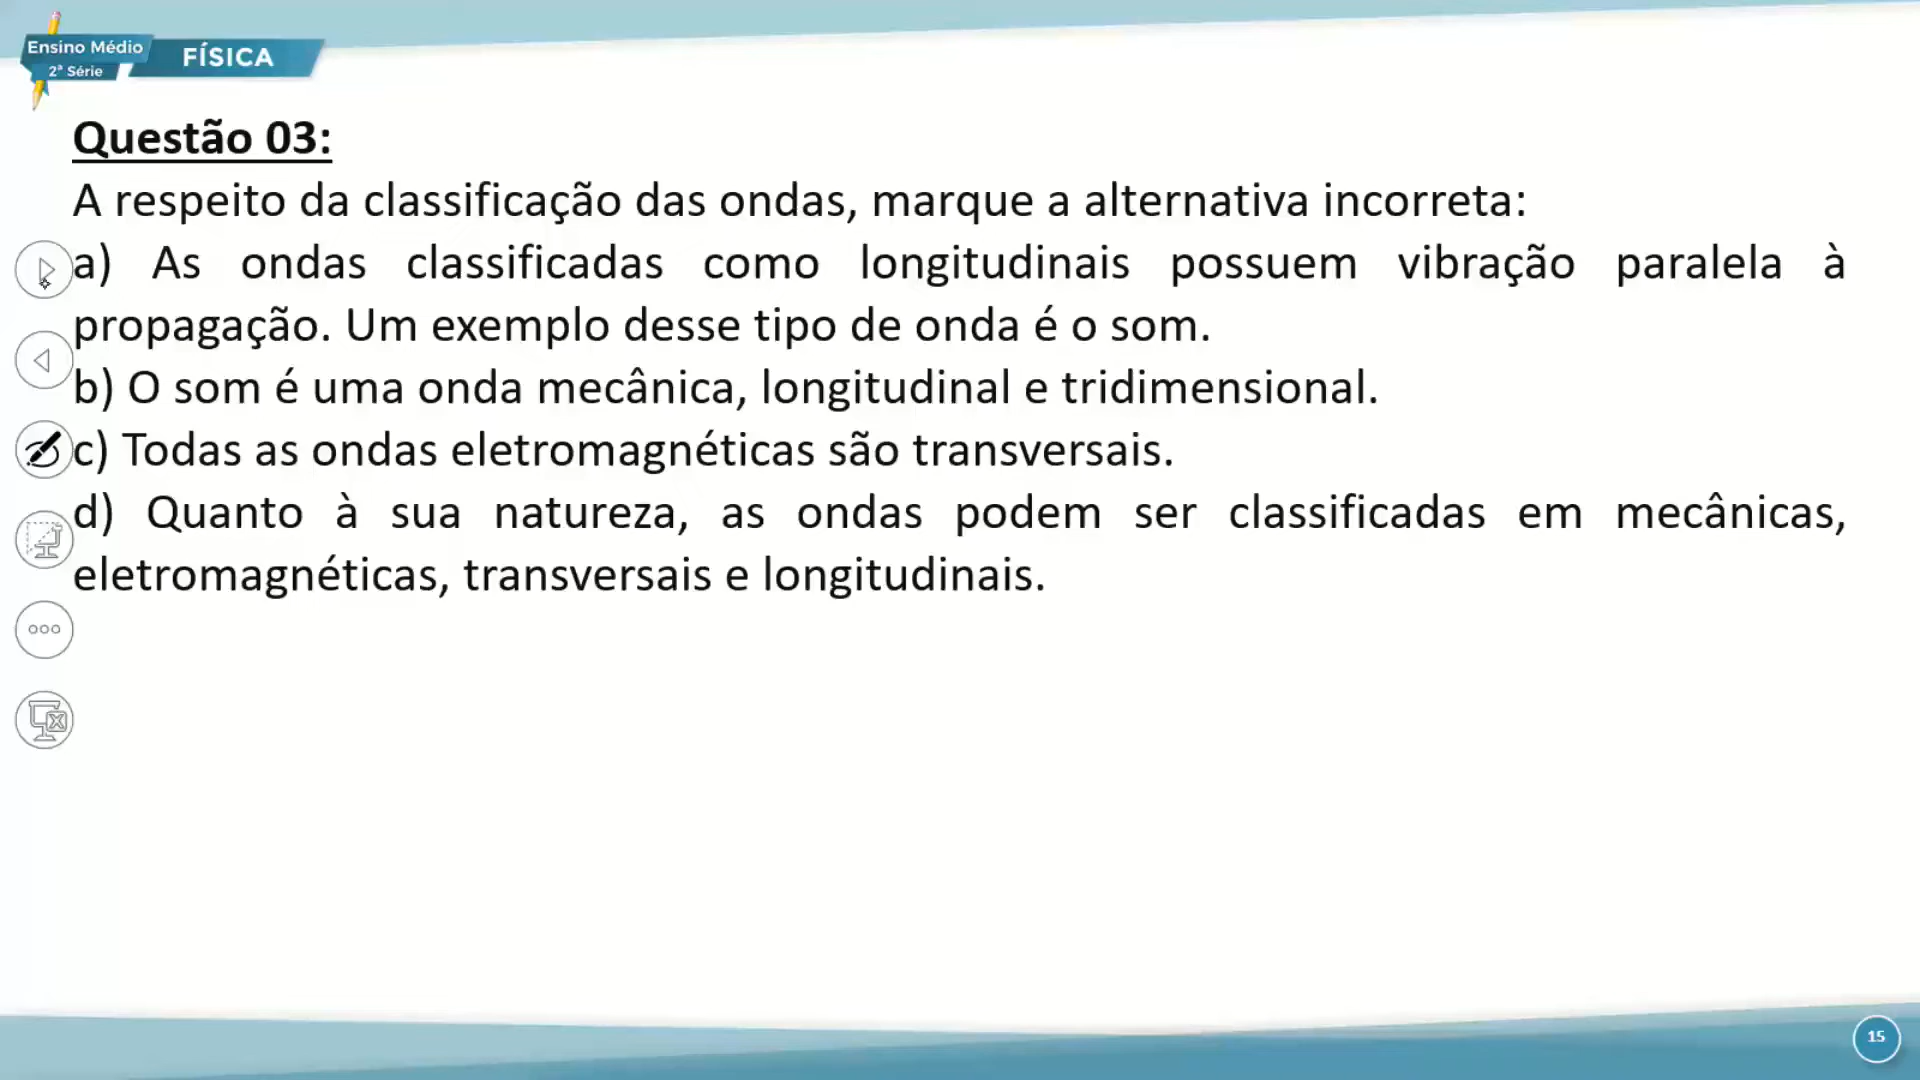 Ensino Médio
2ª Série
FÍSICA
Questão 03:
A respeito da classificação das ondas, marque a alternativa incorreta:
a) As ondas classificadas como longitudinais possuem vibração paralela à
propagação. Um exemplo desse tipo de onda é o som.
b) O som é uma onda mecânica, longitudinal e tridimensional.
c) Todas as ondas eletromagnéticas são transversais.
d) Quanto à sua natureza, as ondas podem ser classificadas em mecânicas,
eletromagnéticas, transversais e longitudinais.
15